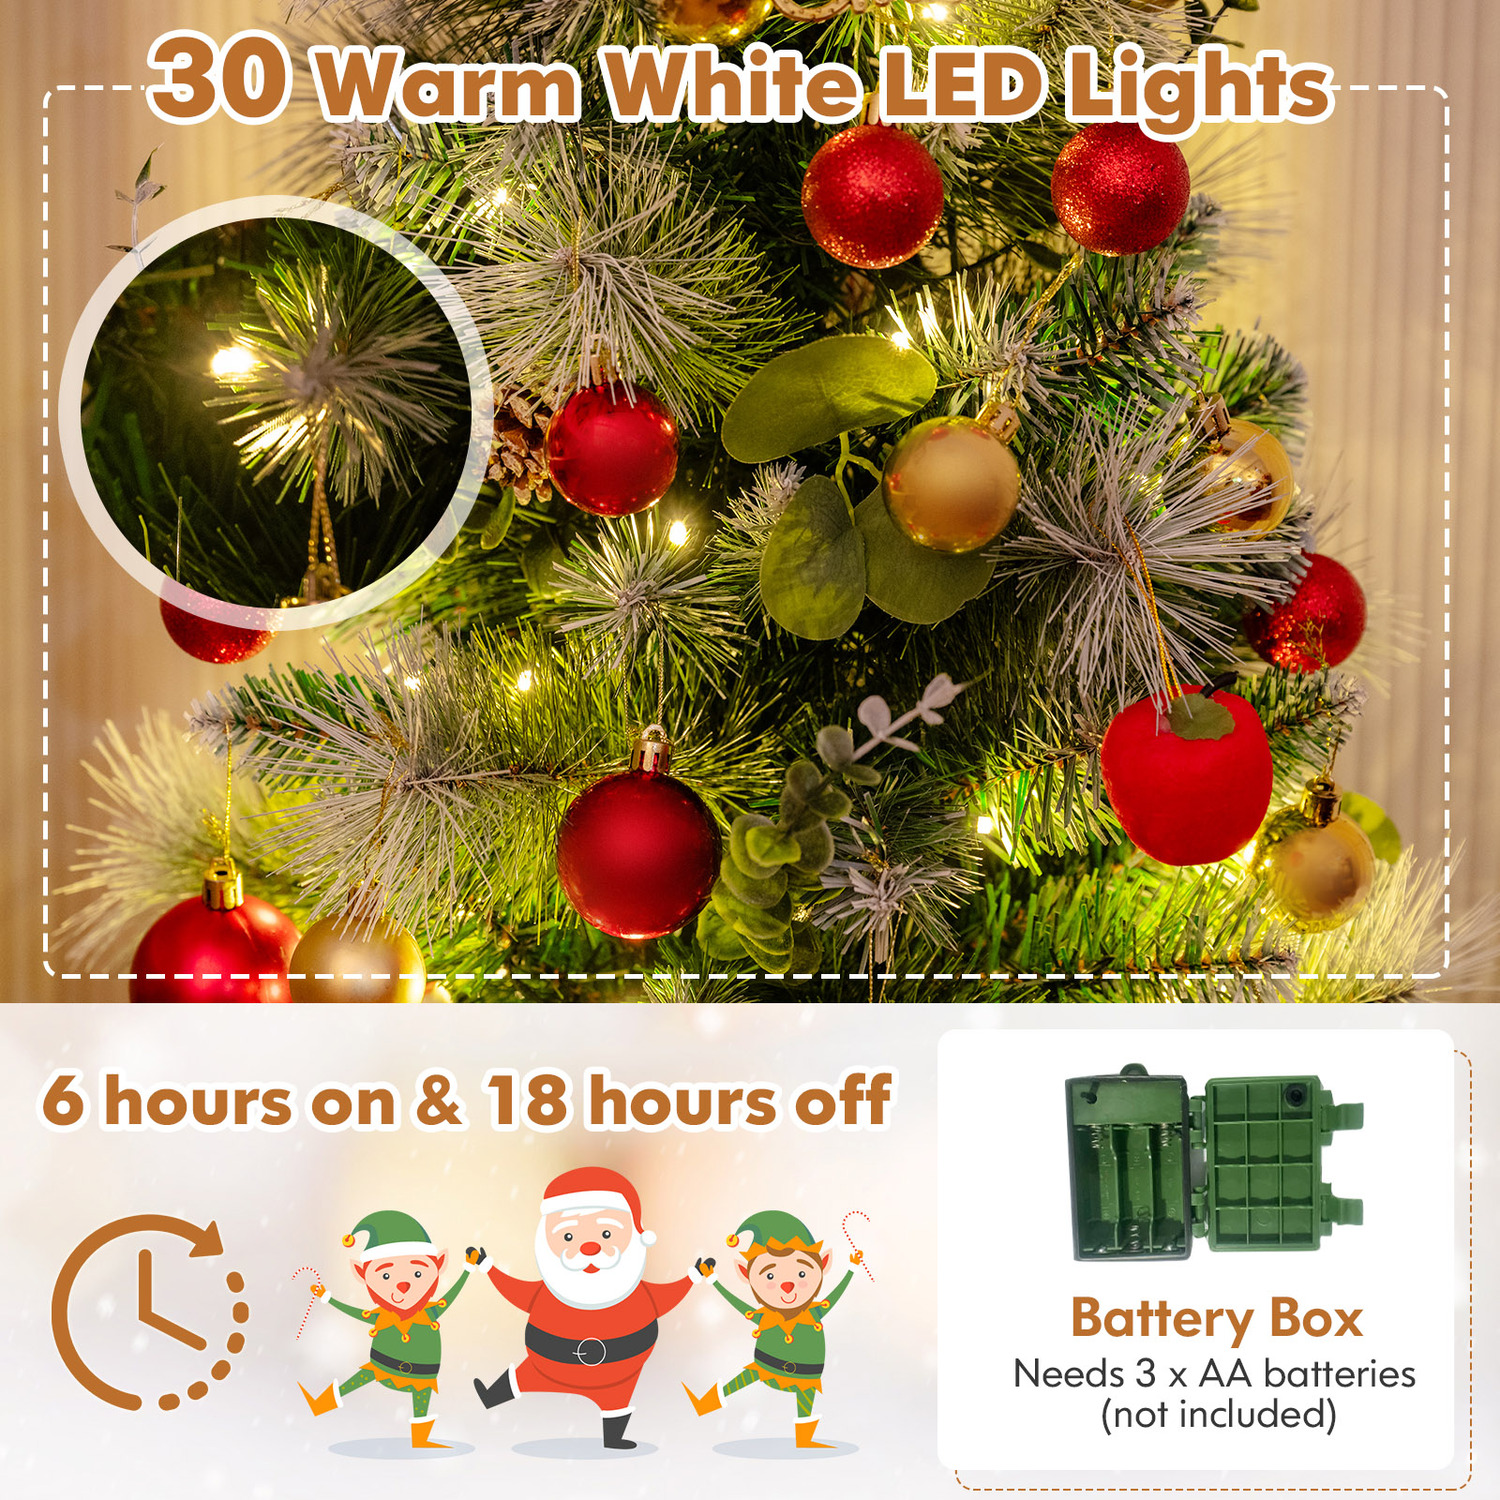 30 Warm White LED Lights
6 hours on & 18 hours off
Battery Box
Needs 3 x AA batteries
(not included)